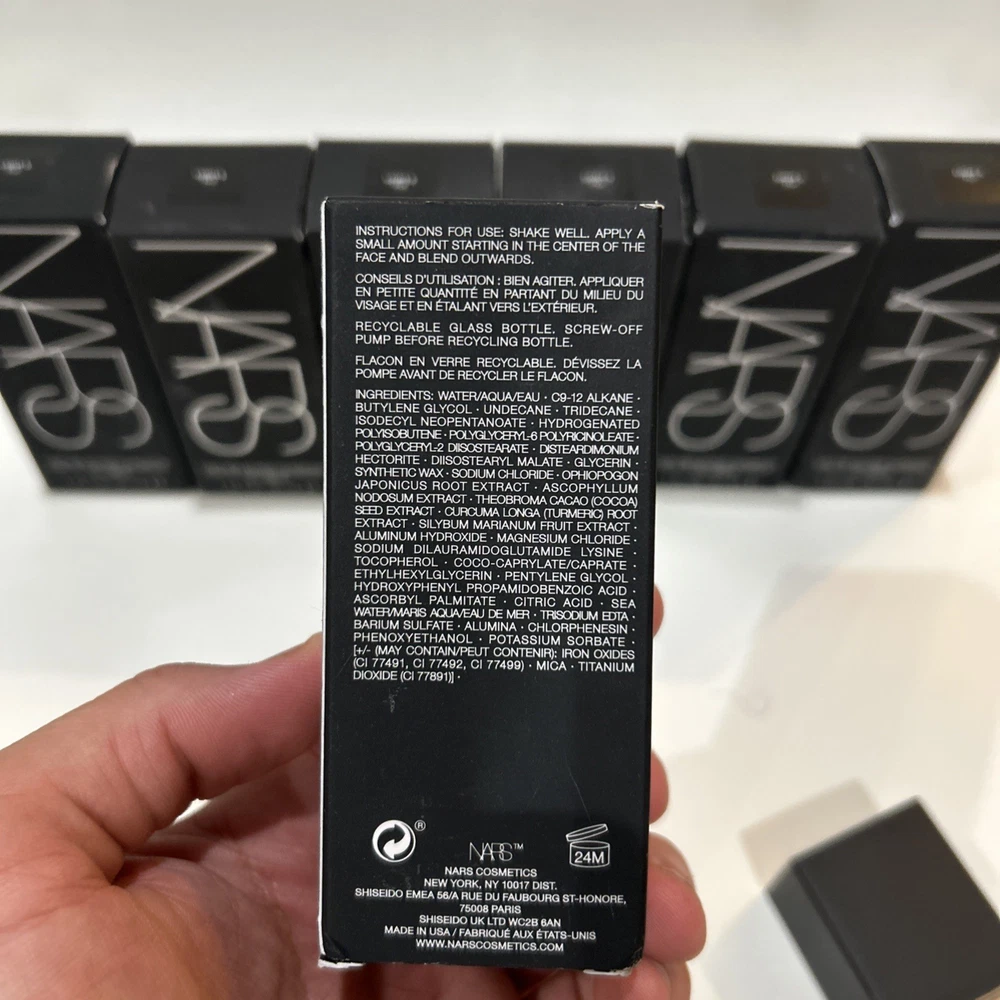 NARS
NARS
NARS
NARS
INSTRUCTIONS FOR USE: SHAKE WELL. APPLY A
SMALL AMOUNT STARTING IN THE CENTER OF THE
FACE AND BLEND OUTWARDS.
CONSEILS D'UTILISATION : BIEN AGITER. APPLIQUER
EN PETITE QUANTITÉ EN PARTANT DU MILIEU DU
VISAGE ET EN ÉTALANT VERS L'EXTÉRIEUR.
RECYCLABLE GLASS BOTTLE. SCREW-OFF
PUMP BEFORE RECYCLING BOTTLE.
FLACON EN VERRE RECYCLABLE. DÉVISSEZ LA
POMPE AVANT DE RECYCLER LE FLACON.
INGREDIENTS: WATER/AQUA/EAU · C9-12 ALKANE ·
BUTYLENE GLYCOL · UNDECANE · TRIDECANE ·
ISODECYL NEOPENTANOATE · HYDROGENATED
POLYISOBUTENE · POLYGLYCERYL-6 POLYRICINOLEATE ·
POLYGLYCERYL-2 DIISOSTEARATE · DISTEARDIMONIUM
HECTORITE · DIISOSTEARYL MALATE · GLYCERIN ·
SYNTHETIC WAX · SODIUM CHLORIDE · OPHIOPOGON
JAPONICUS ROOT EXTRACT · ASCOPHYLLUM
NODOSUM EXTRACT · THEOBROMA CACAO (COCOA)
SEED EXTRACT · CURCUMA LONGA (TURMERIC) ROOT
EXTRACT · SILYBUM MARIANUM FRUIT EXTRACT ·
ALUMINUM HYDROXIDE · MAGNESIUM CHLORIDE ·
SODIUM DILAURAMIDOGLUTAMIDE LYSINE ·
TOCOPHEROL · COCO-CAPRYLATE/CAPRATE ·
ETHYLHEXYLGLYCERIN · PENTYLENE GLYCOL ·
HYDROXYPHENYL PROPAMIDOBENZOIC ACID ·
ASCORBYL PALMITATE · CITRIC ACID · SEA
WATER/MARIS AQUA/EAU DE MER · TRISODIUM EDTA ·
BARIUM SULFATE · ALUMINA · CHLORPHENESIN ·
PHENOXYETHANOL · POTASSIUM SORBATE ·
[+/- (MAY CONTAIN/PEUT CONTENIR): IRON OXIDES
(CI 77491, CI 77492, CI 77499) · MICA · TITANIUM
DIOXIDE (CI 77891)] ·
®
NARS™
24M
NARS COSMETICS
NEW YORK, NY 10017 DIST.
SHISEIDO EMEA 56/A RUE DU FAUBOURG ST-HONORE,
75008 PARIS
SHISEIDO UK LTD WC2B 6AN
MADE IN USA / FABRIQUÉ AUX ÉTATS-UNIS
WWW.NARSCOSMETICS.COM